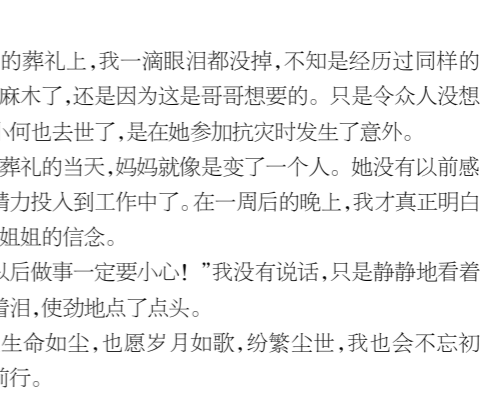 的葬礼上，我一滴眼泪都没掉，不知是经历过同样的
麻木了，还是因为这是哥哥想要的。只是令众人没想
小何也去世了，是在她参加抗灾时发生了意外。
葬礼的当天，妈妈就像是变了一个人。她没有以前感
精力投入到工作中了。在一周后的晚上，我才真正明白
姐姐的信念。
以后做事一定要小心！”我没有说话，只是静静地看着
着泪，使劲地点了点头。
生命如尘，也愿岁月如歌，纷繁尘世，我也会不忘初
前行。